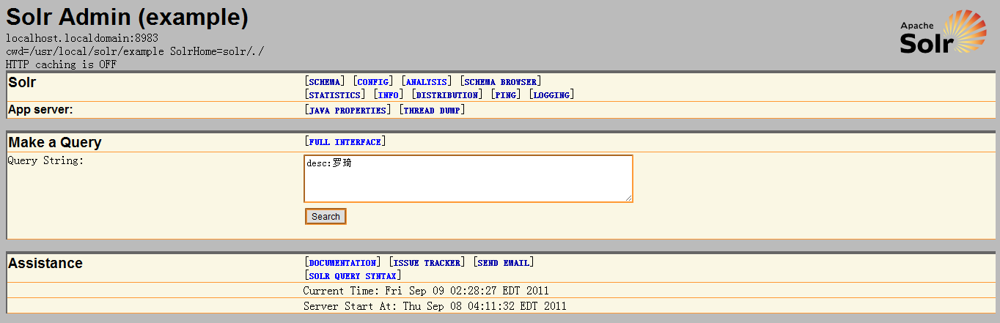 Solr Admin (example)
localhost.localdomain:8983
cwd=/usr/local/solr/example SolrHome=solr/./
HTTP caching is OFF
Apache
Solr
Solr
[SCHEMA] [CONFIG] [ANALYSIS] [SCHEMA BROWSER]
[STATISTICS] [INFO] [DISTRIBUTION] [PING] [LOGGING]
App server:
[JAVA PROPERTIES] [THREAD DUMP]
Make a Query
[FULL INTERFACE]
Query String:
desc:罗琦
Search
Assistance
[DOCUMENTATION] [ISSUE TRACKER] [SEND EMAIL]
[SOLR QUERY SYNTAX]
Current Time: Fri Sep 09 02:28:27 EDT 2011
Server Start At: Thu Sep 08 04:11:32 EDT 2011